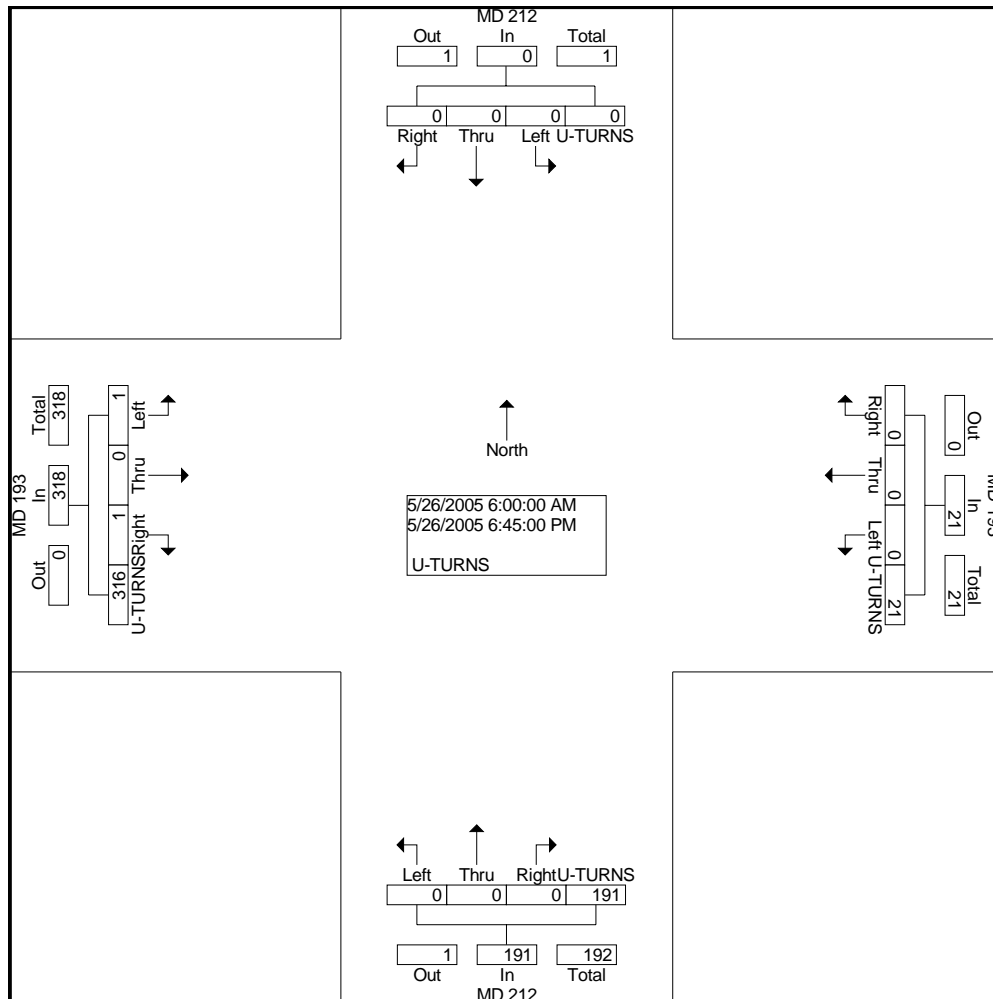 MD 212
Out In Total
1 0 1
0 0 0 0
Right Thru Left U-TURNS
Total In Out
318 318 0
MD 193
1 0 1 316
Left Thru Right U-TURNS
North
5/26/2005 6:00:00 AM
5/26/2005 6:45:00 PM
U-TURNS
Right Thru Left U-TURNS
0 0 0 21
Out In Total
0 21 21
MD 193
Left Thru Right U-TURNS
0 0 0 191
1 191 192
Out In Total
MD 212